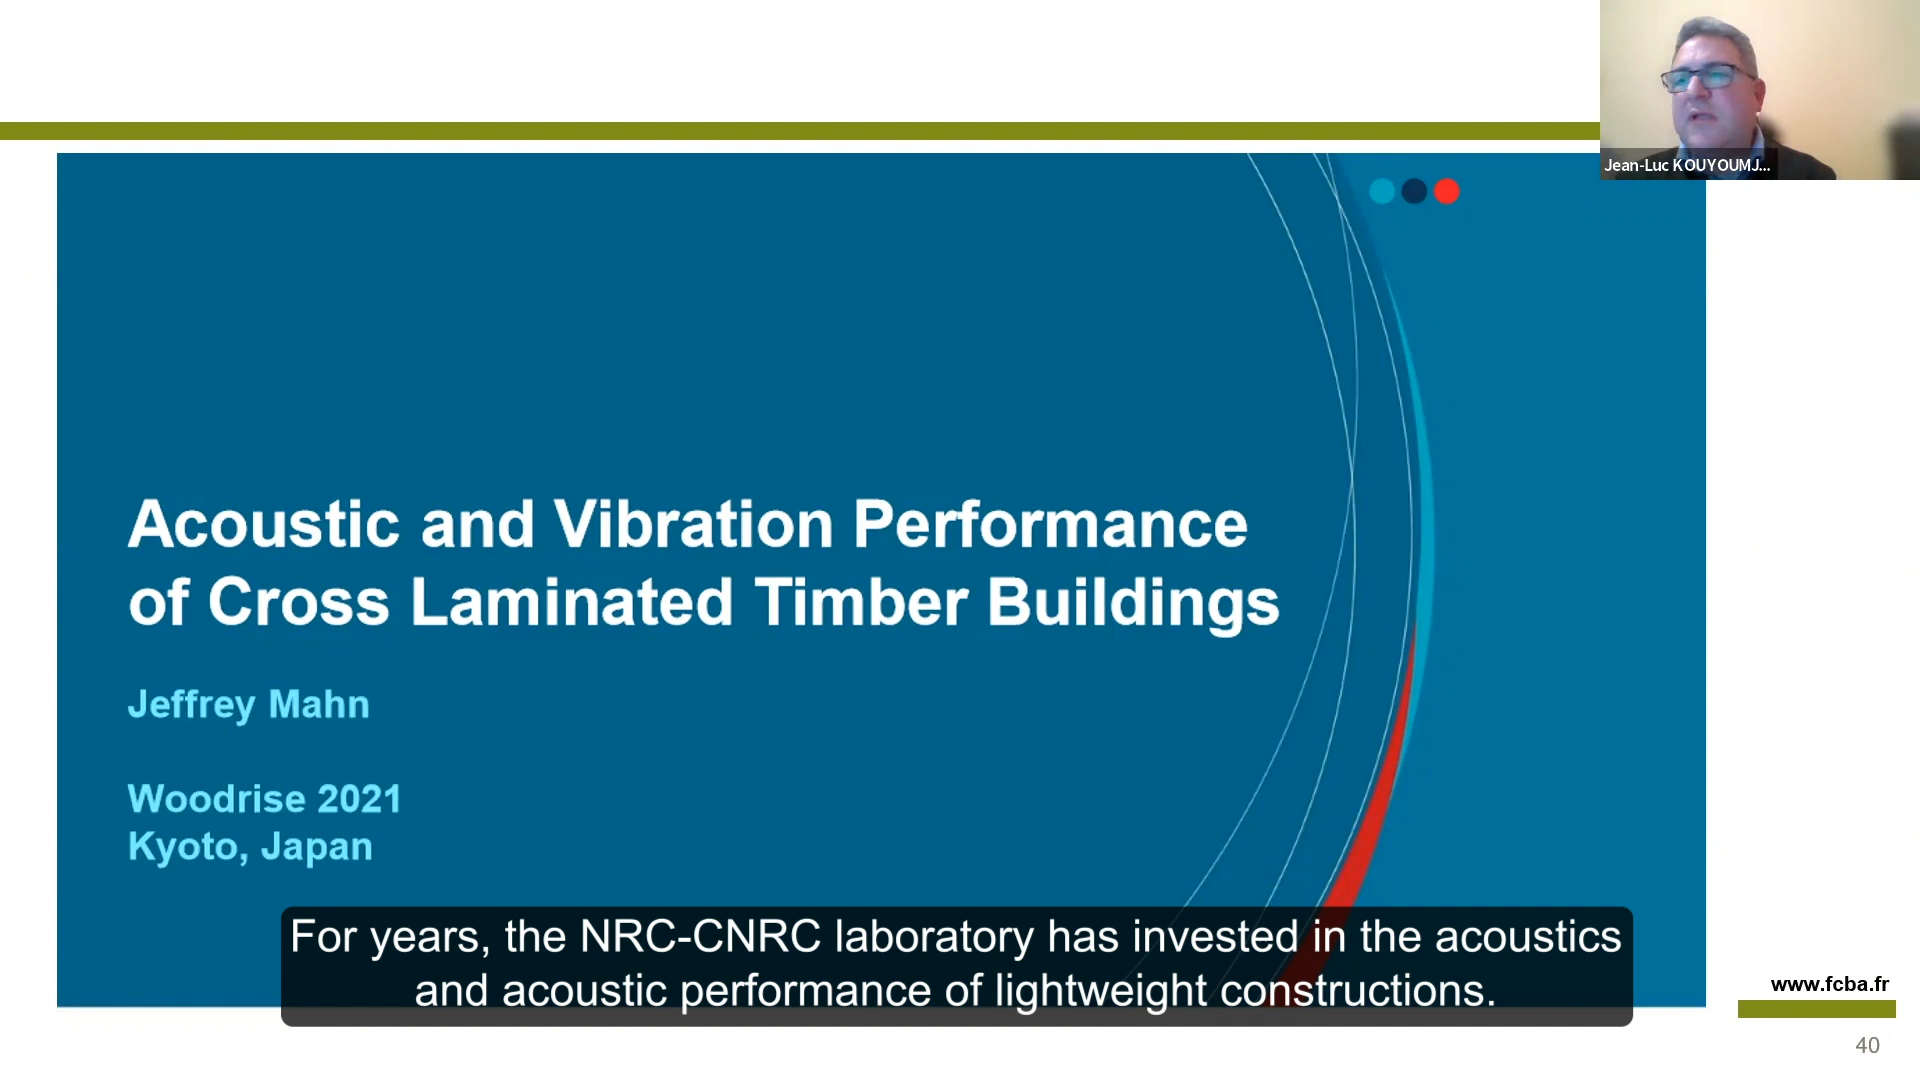 Jean-Luc KOUYOUMJ...
Acoustic and Vibration Performance
of Cross Laminated Timber Buildings
Jeffrey Mahn
Woodrise 2021
Kyoto, Japan
For years, the NRC-CNRC laboratory has invested in the acoustics
and acoustic performance of lightweight constructions.
www.fcba.fr
40